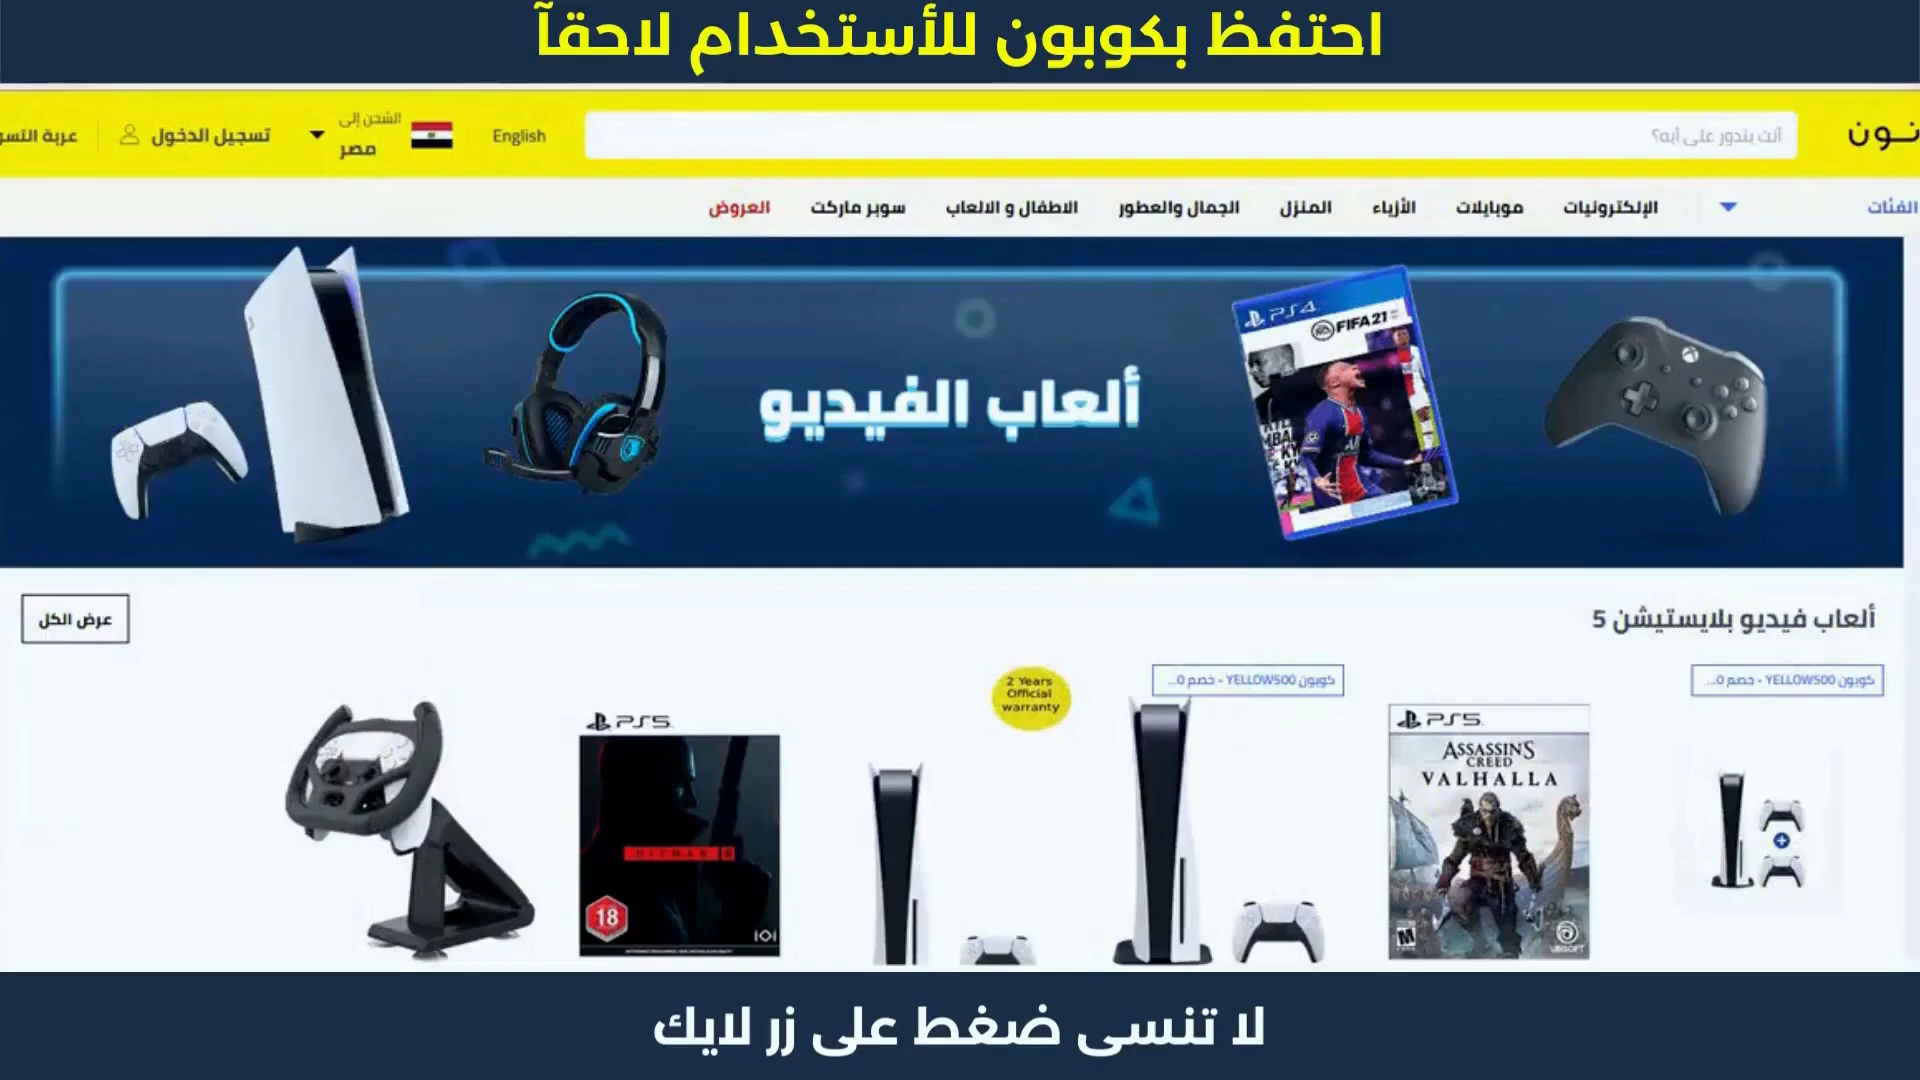 احتفظ بكوبون للأستخدام لاحقآ
نون
أنت بتدور على أيه؟
English
الشحن إلى
مصر
تسجيل الدخول
عربة التسو
الفئات
الإلكترونيات
موبايلات
الأزياء
المنزل
الجمال والعطور
الاطفال و الالعاب
سوبر ماركت
العروض
ألعاب الفيديو
PS4
FIFA 21
ألعاب فيديو بلايستيشن 5
عرض الكل
كوبون YELLOW500 - خصم 0...
كوبون YELLOW500 - خصم 0...
2 Years
Official
warranty
PS5
ASSASSIN'S
CREED
VALHALLA
M
UBISOFT
PS5
HITMAN
18
IOI
لا تنسى ضغط على زر لايك